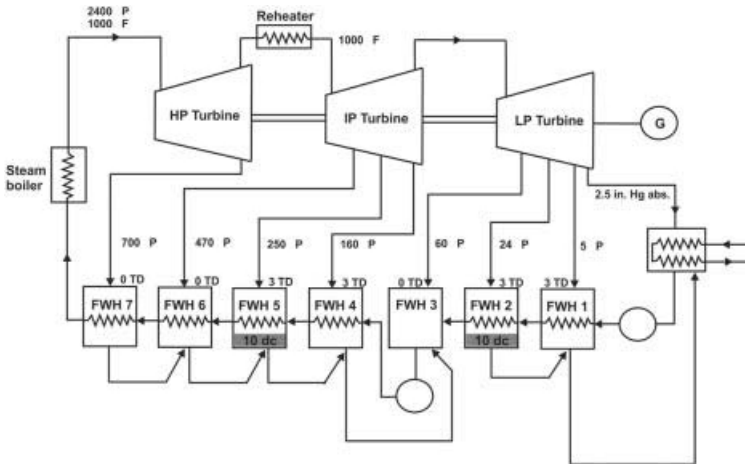 2400 P
1000 F
Reheater
1000 F
HP Turbine
IP Turbine
LP Turbine
G
Steam
boiler
2.5 in. Hg abs.
700 P
470 P
250 P
160 P
60 P
24 P
5 P
0 TD
0 TD
3 TD
3 TD
0 TD
3 TD
3 TD
FWH 7
FWH 6
FWH 5
FWH 4
FWH 3
FWH 2
FWH 1
10 dc
10 dc